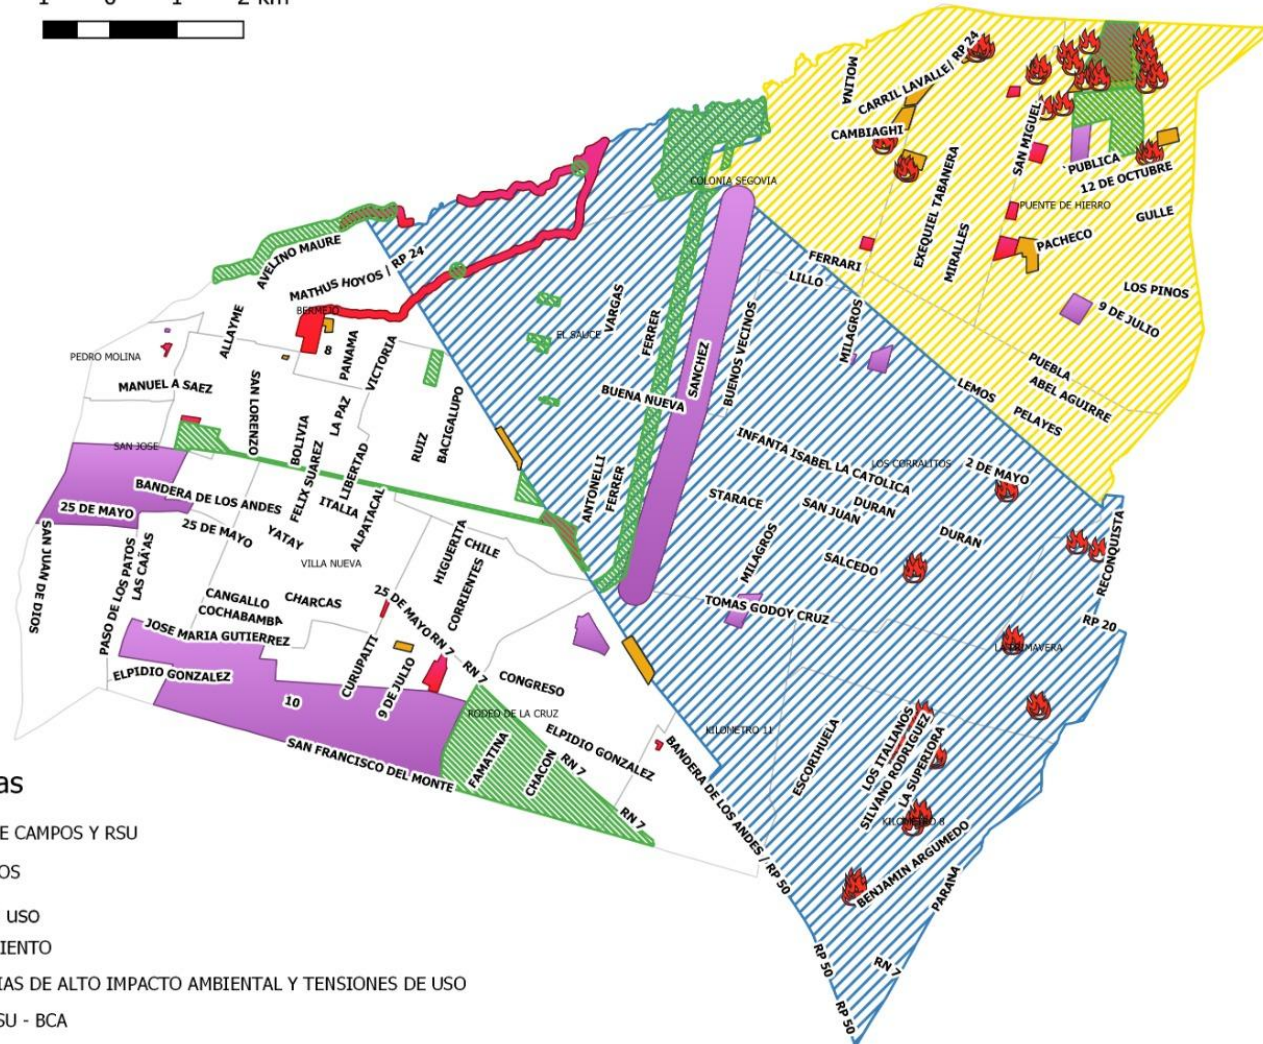 1 0 1 2 km
MOLINA
CARRIL LAVALLE/ RP 24
CAMBIAGHI
SAN MIGUEL
`PUBLICA
12 DE OCTUBRE
COLONIA SEGOVIA
EXEQUIEL TABANERA
PUENTE DE HIERRO
GULLE
MIRALLES
PACHECO
AVELINO MAURE
MATHUS HOYOS / RP 24
FERRARI
LILLO
LOS PINOS
9 DE JULIO
BERMEJO
ALLAYME
8
PANAMA
VICTORIA
EL SAUCE
VARGAS
FERRER
SANCHEZ
BUENOS VECINOS
MILAGROS
PEDRO MOLINA
MANUEL A SAEZ
SAN LORENZO
LA PAZ
BUENA NUEVA
PUEBLA
LEMOS
ABEL AGUIRRE
PELAYES
BOLIVIA
RUIZ
BACIGALUPO
SAN JOSE
FELIX SUAREZ
LIBERTAD
INFANTA ISABEL LA CATOLICA
LOS CORRALITOS
2 DE MAYO
BANDERA DE LOS ANDES
ITALIA
ANTONELLI
FERRER
STARACE
SAN JUAN
DURAN
25 DE MAYO
25 DE MAYO
YATAY
ALPATACAL
DURAN
SAN JUAN DE DIOS
PASO DE LOS PATOS
LAS CAÃ'AS
VILLA NUEVA
HIGUERITA
CHILE
MILAGROS
SALCEDO
RECONQUISTA
CANGALLO
COCHABAMBA
CHARCAS
25 DE MAYO
RN 7
CORRIENTES
TOMAS GODOY CRUZ
RP 20
JOSE MARIA GUTIERREZ
LA PRIMAVERA
ELPIDIO GONZALEZ
CURUPAITI
9 DE JULIO
RN 7
CONGRESO
10
RODEO DE LA CRUZ
ELPIDIO GONZALEZ
KILOMETRO 11
SAN FRANCISCO DEL MONTE
FAMATINA
CHACON
RN 7
BANDERA DE LOS ANDES / RP 50
ESCORIHUELA
LOS ITALIANOS
SILVANO RODRIGUEZ
LA SUPERIORA
RN 7
KILOMETRO 8
BENJAMIN ARGUMEDO
PARANA
RP 50
RN 7
RP 50
as
E CAMPOS Y RSU
OS
USO
IENTO
IAS DE ALTO IMPACTO AMBIENTAL Y TENSIONES DE USO
SU - BCA